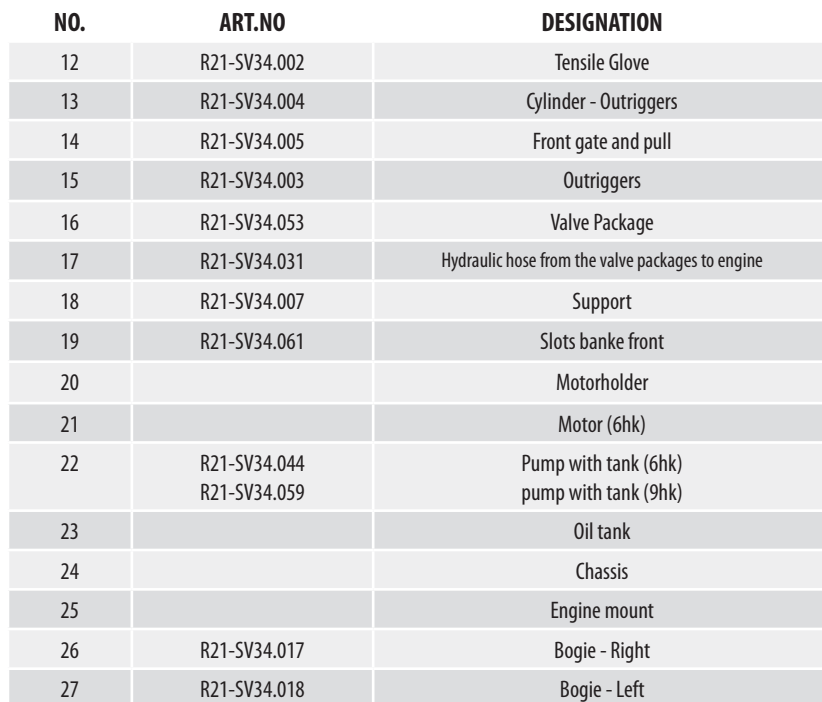 NO. ART.NO DESIGNATION
12 R21-SV34.002 Tensile Glove
13 R21-SV34.004 Cylinder - Outriggers
14 R21-SV34.005 Front gate and pull
15 R21-SV34.003 Outriggers
16 R21-SV34.053 Valve Package
17 R21-SV34.031 Hydraulic hose from the valve packages to engine
18 R21-SV34.007 Support
19 R21-SV34.061 Slots banke front
20 Motorholder
21 Motor (6hk)
22 R21-SV34.044 Pump with tank (6hk)
R21-SV34.059 pump with tank (9hk)
23 Oil tank
24 Chassis
25 Engine mount
26 R21-SV34.017 Bogie - Right
27 R21-SV34.018 Bogie - Left